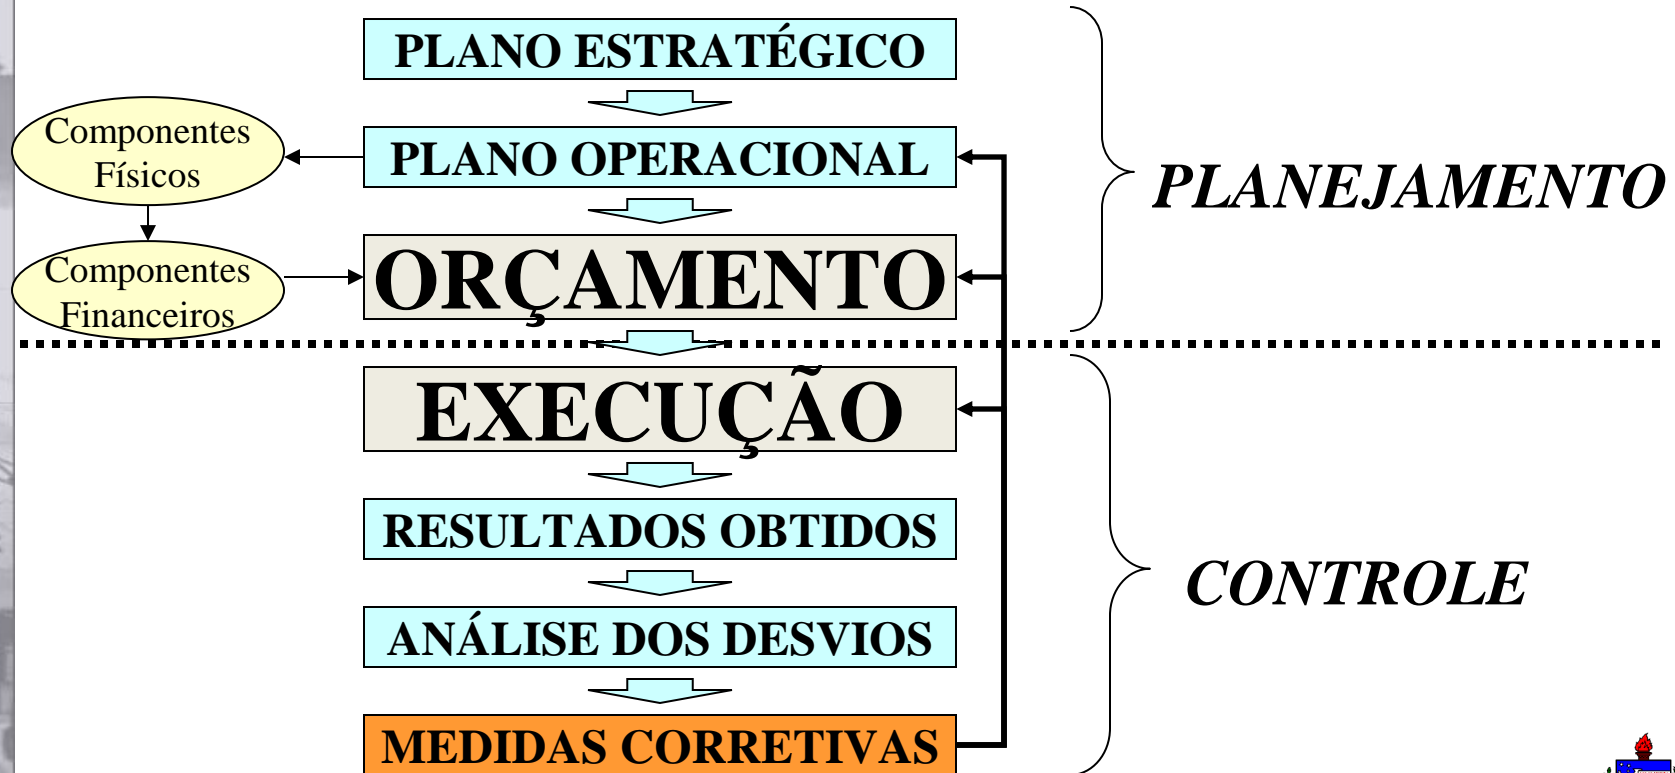 PLANO ESTRATÉGICO
Componentes
Físicos
PLANO OPERACIONAL
PLANEJAMENTO
Componentes
Financeiros
ORÇAMENTO
EXECUÇÃO
RESULTADOS OBTIDOS
CONTROLE
ANÁLISE DOS DESVIOS
MEDIDAS CORRETIVAS